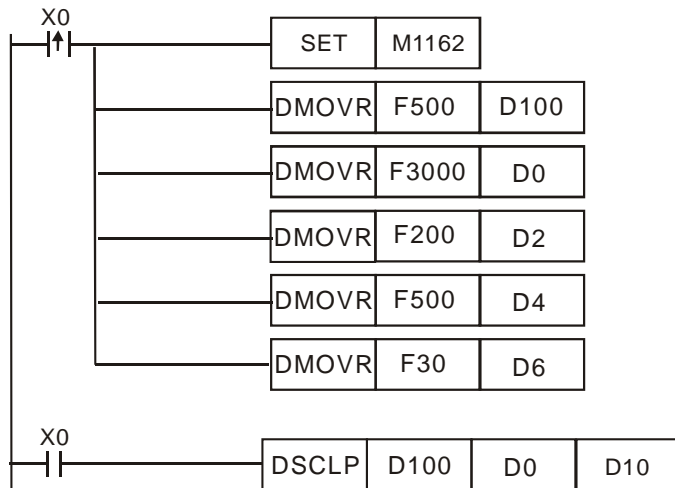 X0
SET M1162
DMOVR F500 D100
DMOVR F3000 D0
DMOVR F200 D2
DMOVR F500 D4
DMOVR F30 D6
X0
DSCLP D100 D0 D10